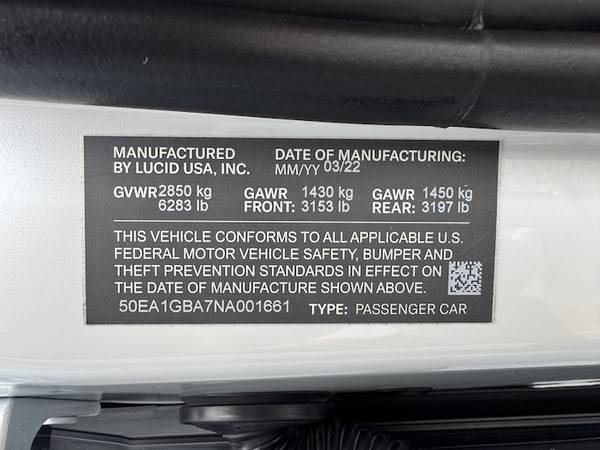 MANUFACTURED DATE OF MANUFACTURING:
BY LUCID USA, INC. MM/YY 03/22
GVWR 2850 kg GAWR 1430 kg GAWR 1450 kg
6283 lb FRONT: 3153 lb REAR: 3197 lb
THIS VEHICLE CONFORMS TO ALL APPLICABLE U.S.
FEDERAL MOTOR VEHICLE SAFETY, BUMPER AND
THEFT PREVENTION STANDARDS IN EFFECT ON
THE DATE OF MANUFACTURE SHOWN ABOVE.
50EA1GBA7NA001661 TYPE: PASSENGER CAR